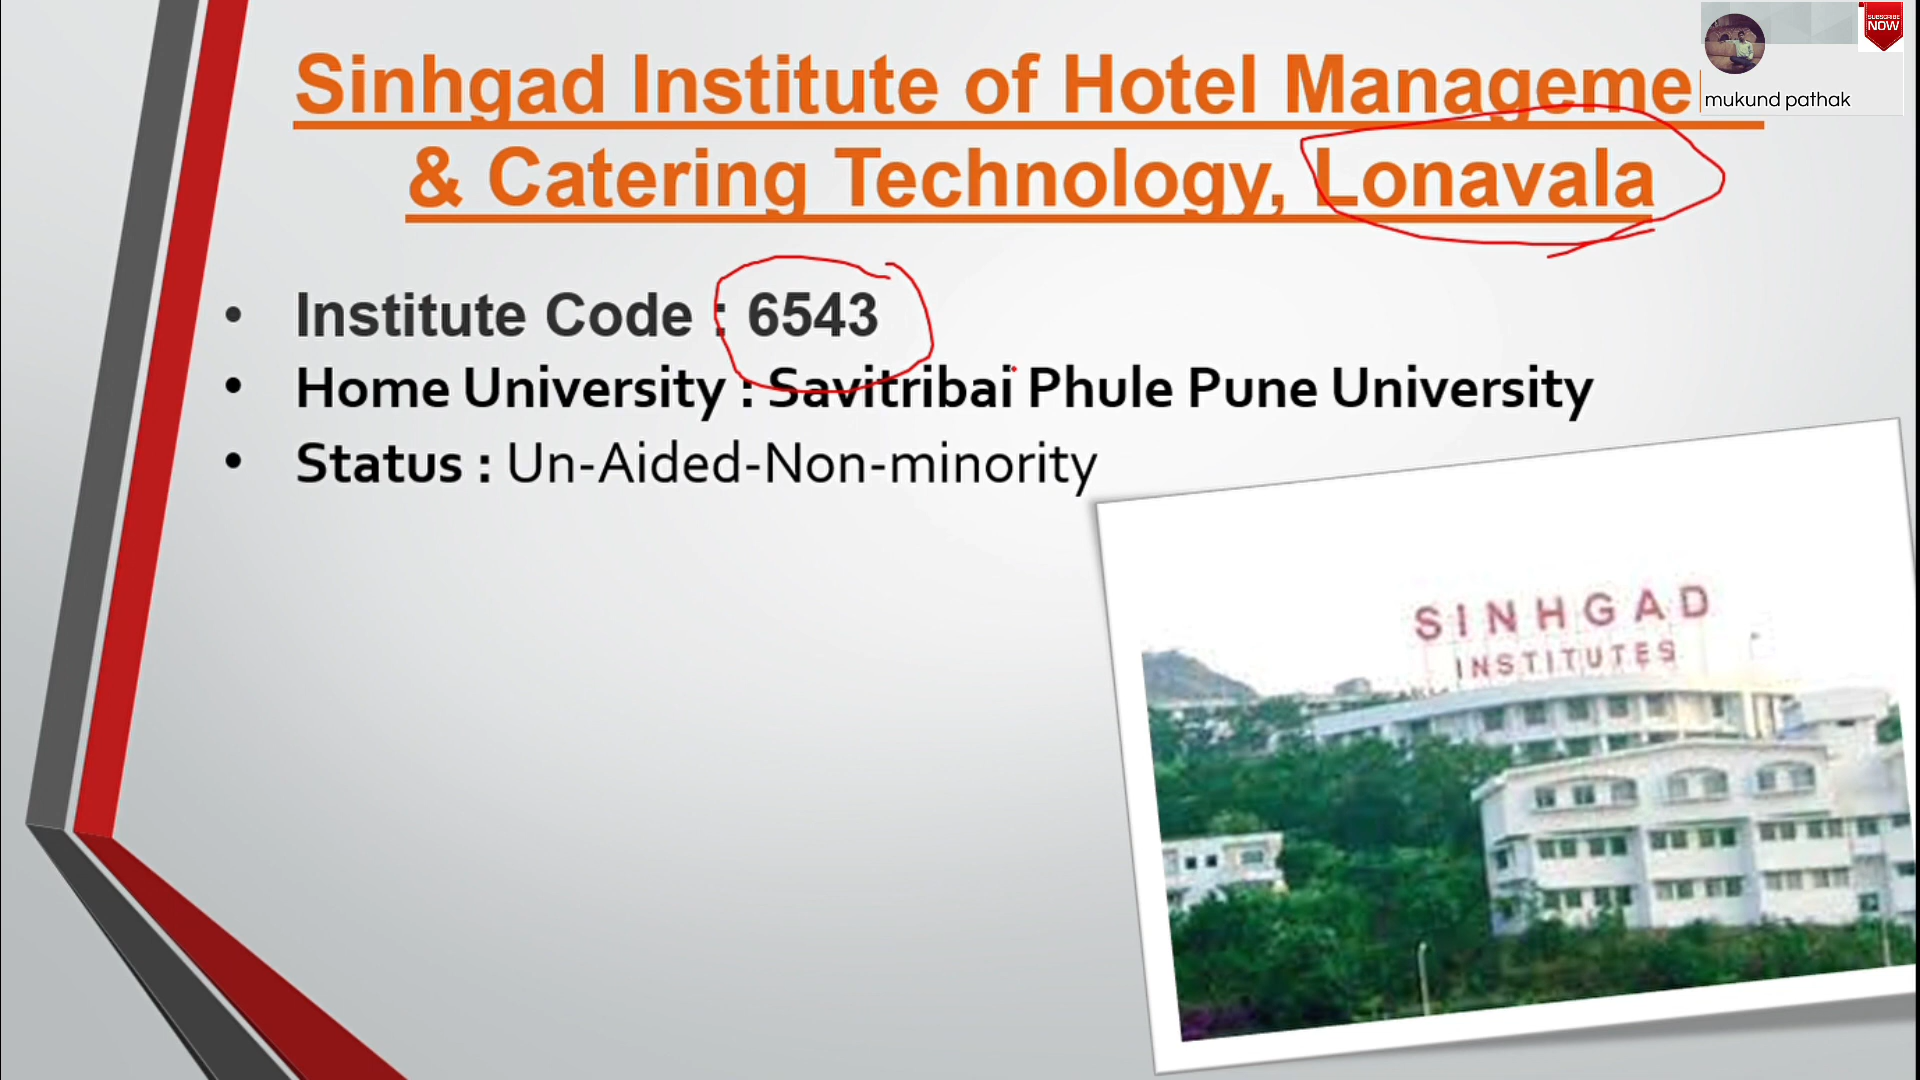 Sinhgad Institute of Hotel Manageme
mukund pathak
SUBSCRIBE
NOW
& Catering Technology, Lonavala
• Institute Code : 6543
• Home University : Savitribai Phule Pune University
• Status : Un-Aided-Non-minority
SINHGAD
INSTITUTES